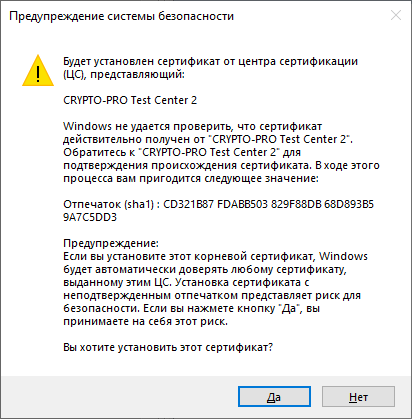 Предупреждение системы безопасности
Будет установлен сертификат от центра сертификации
(ЦС), представляющий:
CRYPTO-PRO Test Center 2
Windows не удается проверить, что сертификат
действительно получен от "CRYPTO-PRO Test Center 2".
Обратитесь к "CRYPTO-PRO Test Center 2" для
подтверждения происхождения сертификата. В ходе этого
процесса вам пригодится следующее значение:
Отпечаток (sha1) : CD321B87 FDABB503 829F88DB 68D893B5
9A7C5DD3
Предупреждение:
Если вы установите этот корневой сертификат, Windows
будет автоматически доверять любому сертификату,
выданному этим ЦС. Установка сертификата с
неподтвержденным отпечатком представляет риск для
безопасности. Если вы нажмете кнопку "Да", вы
принимаете на себя этот риск.
Вы хотите установить этот сертификат?
Да
Нет